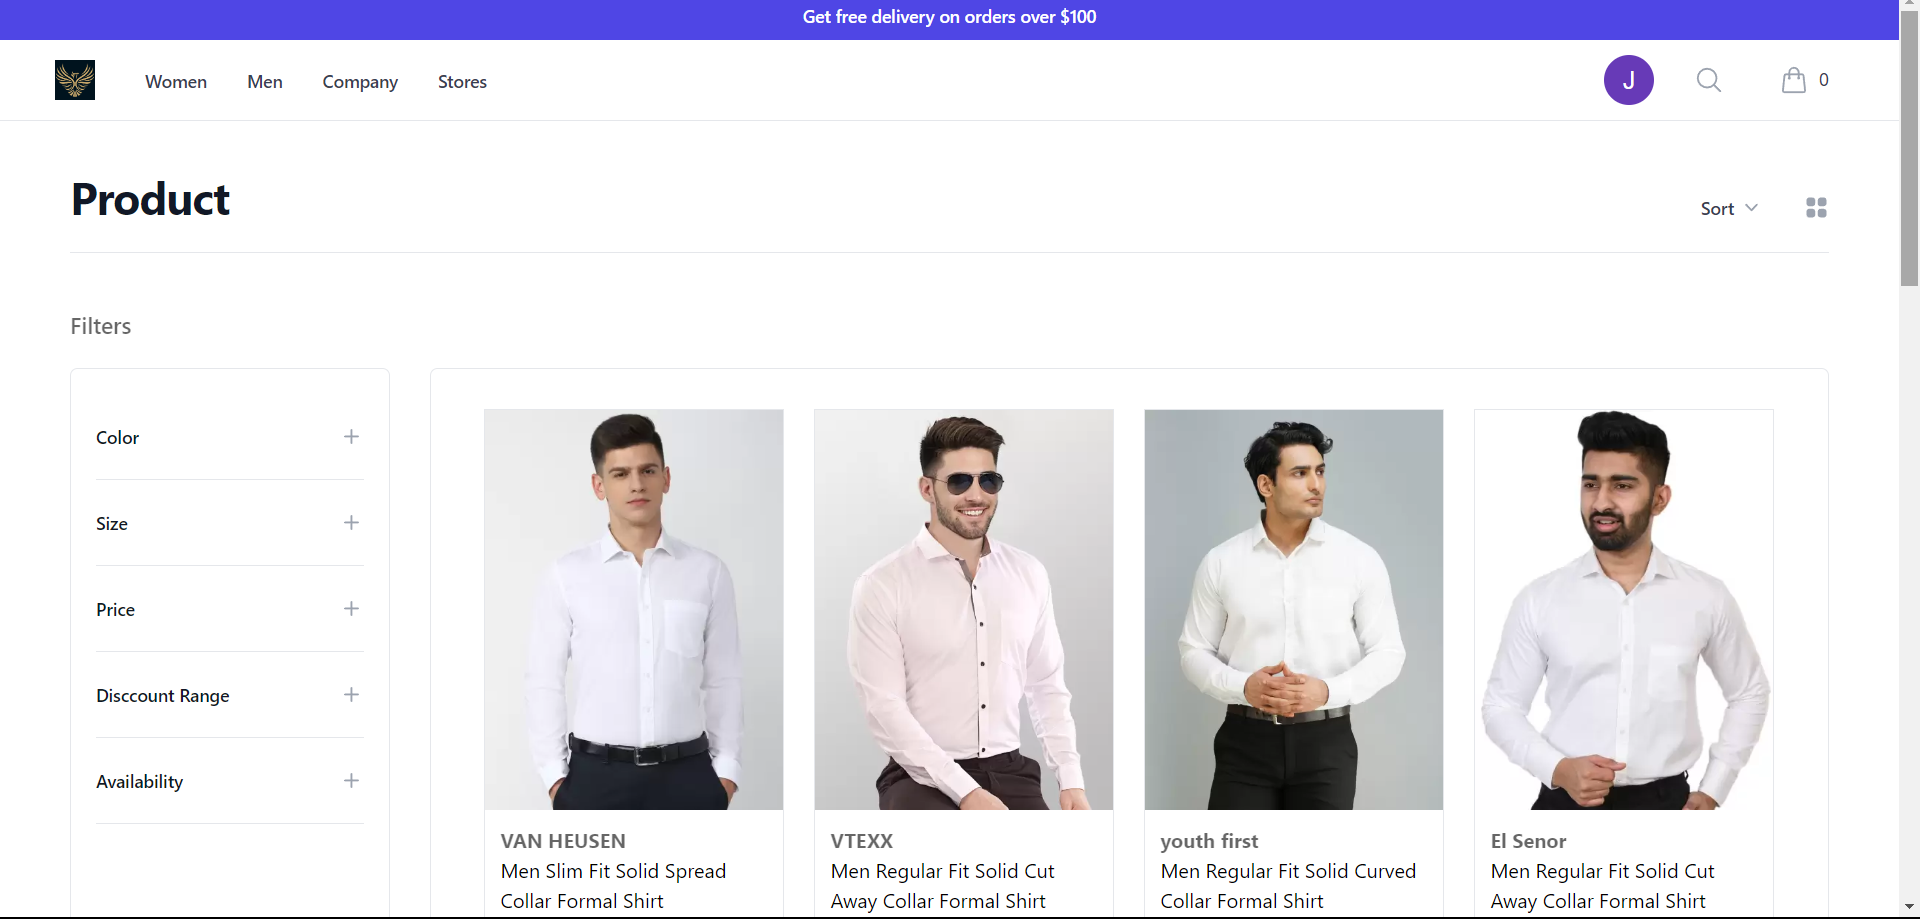 Get free delivery on orders over $100
Women Men Company Stores
J
0
Product
Sort
Filters
Color
Size
Price
Disccount Range
Availability
VAN HEUSEN
Men Slim Fit Solid Spread
Collar Formal Shirt
VTEXX
Men Regular Fit Solid Cut
Away Collar Formal Shirt
youth first
Men Regular Fit Solid Curved
Collar Formal Shirt
El Senor
Men Regular Fit Solid Cut
Away Collar Formal Shirt